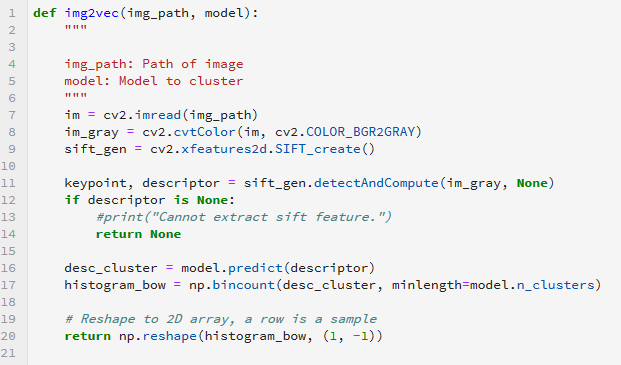 1 def img2vec(img_path, model):
2     """
3
4     img_path: Path of image
5     model: Model to cluster
6     """
7     im = cv2.imread(img_path)
8     im_gray = cv2.cvtColor(im, cv2.COLOR_BGR2GRAY)
9     sift_gen = cv2.xfeatures2d.SIFT_create()
10
11     keypoint, descriptor = sift_gen.detectAndCompute(im_gray, None)
12     if descriptor is None:
13         #print("Cannot extract sift feature.")
14         return None
15
16     desc_cluster = model.predict(descriptor)
17     histogram_bow = np.bincount(desc_cluster, minlength=model.n_clusters)
18
19     # Reshape to 2D array, a row is a sample
20     return np.reshape(histogram_bow, (1, -1))
21